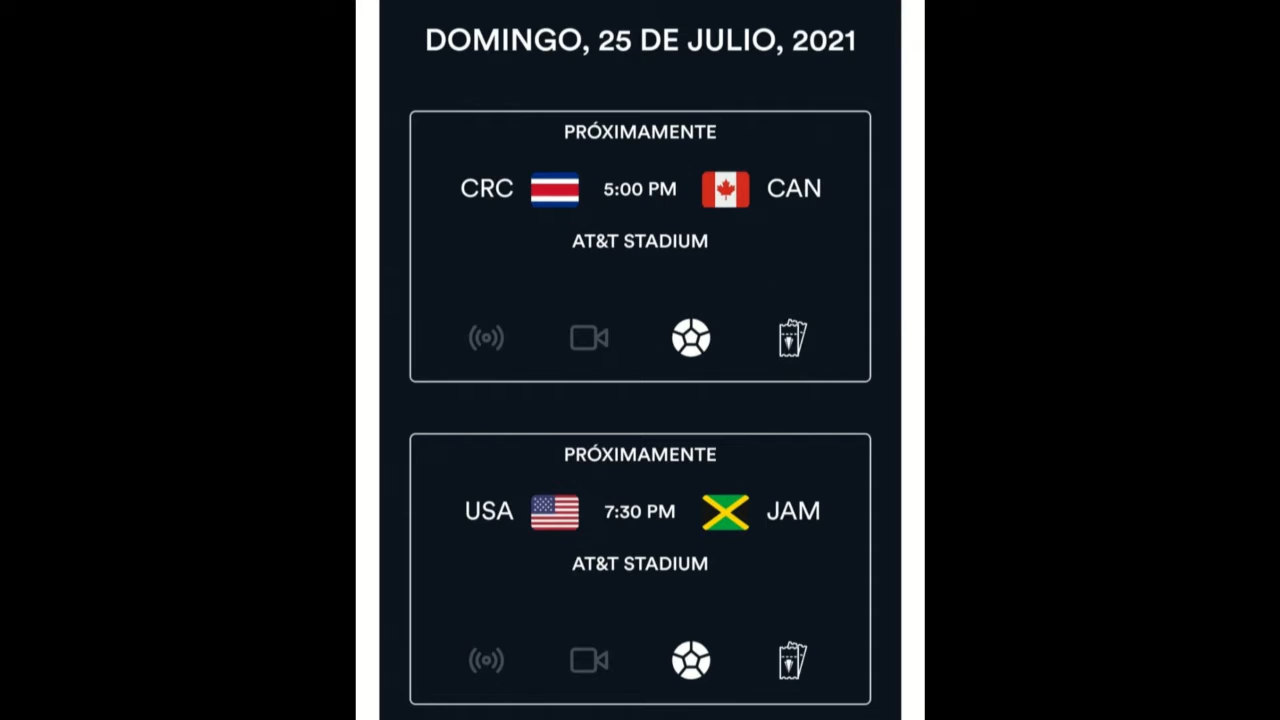 DOMINGO, 25 DE JULIO, 2021
PRÓXIMAMENTE
CRC 5:00 PM CAN
AT&T STADIUM
PRÓXIMAMENTE
USA 7:30 PM JAM
AT&T STADIUM